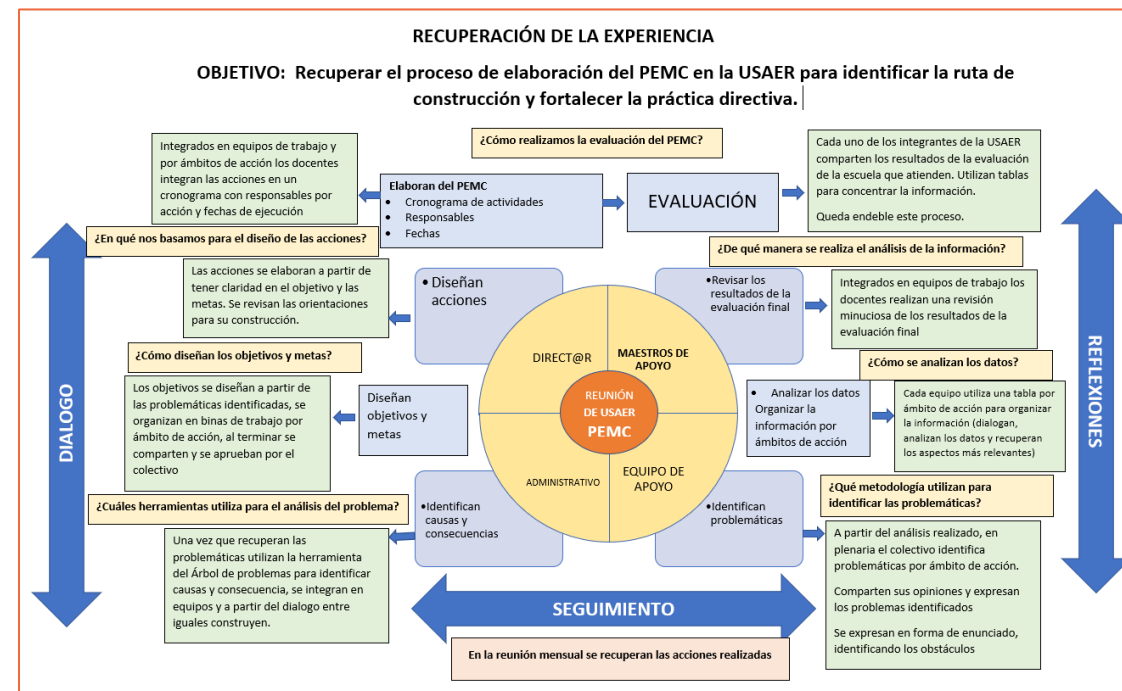 RECUPERACIÓN DE LA EXPERIENCIA
OBJETIVO: Recuperar el proceso de elaboración del PEMC en la USAER para identificar la ruta de
construcción y fortalecer la práctica directiva.
¿Cómo realizamos la evaluación del PEMC?
Integrados en equipos de trabajo y
por ámbitos de acción los docentes
integran las acciones en un
cronograma con responsables por
acción y fechas de ejecución
Elaboran del PEMC
• Cronograma de actividades
• Responsables
• Fechas
EVALUACIÓN
Cada uno de los integrantes de la USAER
comparten los resultados de la evaluación
de la escuela que atienden. Utilizan tablas
para concentrar la información.
Queda endeble este proceso.
¿En qué nos basamos para el diseño de las acciones?
Las acciones se elaboran a partir de
tener claridad en el objetivo y las
metas. Se revisan las orientaciones
para su construcción.
• Diseñan
acciones
•Revisar los
resultados de la
evaluación final
¿De qué manera se realiza el análisis de la información?
Integrados en equipos de trabajo los
docentes realizan una revisión
minuciosa de los resultados de la
evaluación final
¿Cómo diseñan los objetivos y metas?
Los objetivos se diseñan a partir de
las problemáticas identificadas, se
organizan en binas de trabajo por
ámbito de acción, al terminar se
comparten y se aprueban por el
colectivo
Diseñan
objetivos y
metas
DIRECT@R
MAESTROS DE
APOYO
REUNIÓN
DE USAER
PEMC
ADMINISTRATIVO
EQUIPO DE
APOYO
• Analizar los datos
Organizar la
información por
ámbitos de acción
¿Cómo se analizan los datos?
Cada equipo utiliza una tabla por
ámbito de acción para organizar
la información (dialogan,
analizan los datos y recuperan
los aspectos más relevantes)
¿Cuáles herramientas utiliza para el análisis del problema?
Una vez que recuperan las
problemáticas utilizan la herramienta
del Árbol de problemas para identificar
causas y consecuencia, se integran en
equipos y a partir del dialogo entre
iguales construyen.
•Identifican
causas y
consecuencias
•Identifican
problemáticas
¿Qué metodología utilizan para
identificar las problemáticas?
A partir del análisis realizado, en
plenaria el colectivo identifica
problemáticas por ámbito de acción.
Comparten sus opiniones y expresan
los problemas identificados
Se expresan en forma de enunciado,
identificando los obstáculos
DIALOGO
REFLEXIONES
SEGUIMIENTO
En la reunión mensual se recuperan las acciones realizadas